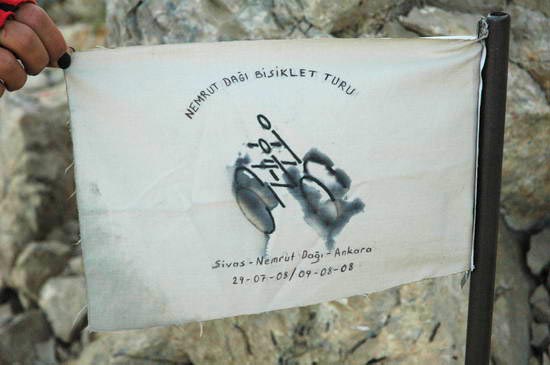 NEMRUT DAĞI BİSİKLET TURU
Sivas - Nemrut Dağı - Ankara
29-07-08/09-08-08